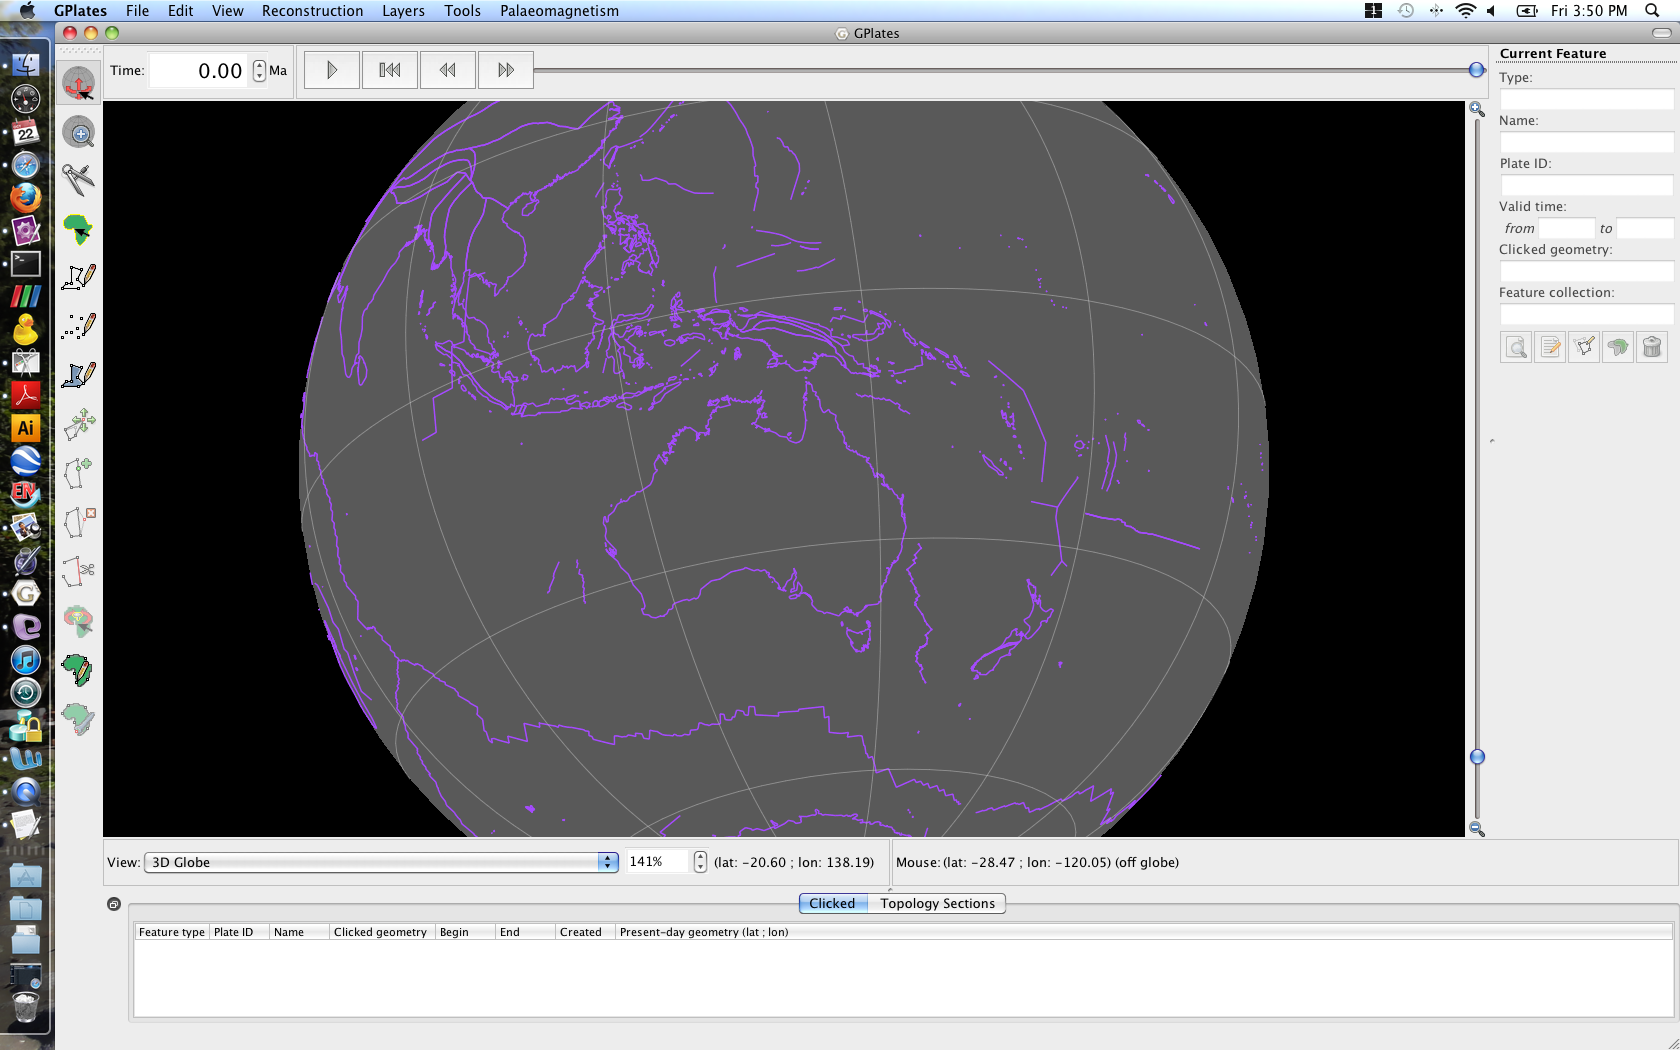 GPlates File Edit View Reconstruction Layers Tools Palaeomagnetism
1 Fri 3:50 PM
GPlates
Time: 0.00 Ma
Current Feature
Type:
Name:
Plate ID:
Valid time:
from to
Clicked geometry:
Feature collection:
22
Ai
EN
View: 3D Globe 141% (lat: -20.60 ; lon: 138.19) Mouse: (lat: -28.47 ; lon: -120.05) (off globe)
Clicked Topology Sections
Feature type Plate ID Name Clicked geometry Begin End Created Present-day geometry (lat ; lon)